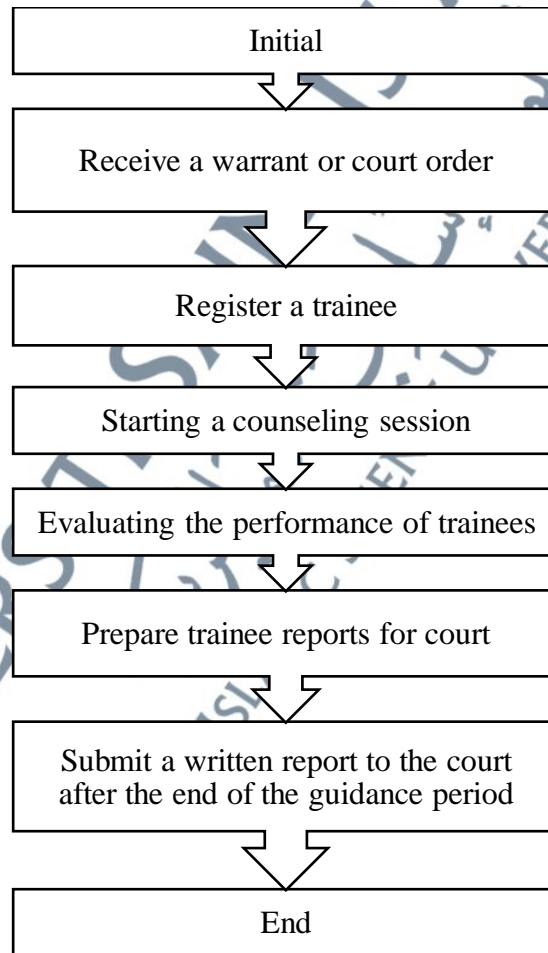 Initial
Receive a warrant or court order
Register a trainee
Starting a counseling session
Evaluating the performance of trainees
Prepare trainee reports for court
Submit a written report to the court
after the end of the guidance period
End